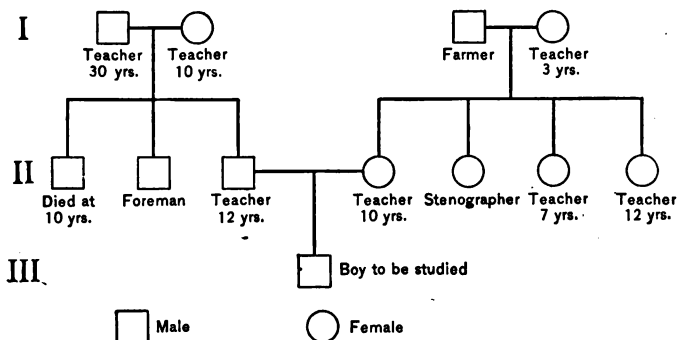 I
Teacher
30 yrs.
Teacher
10 yrs.
Farmer
Teacher
3 yrs.
II
Died at
10 yrs.
Foreman
Teacher
12 yrs.
Teacher
10 yrs.
Stenographer
Teacher
7 yrs.
Teacher
12 yrs.
III
Boy to be studied
Male
Female